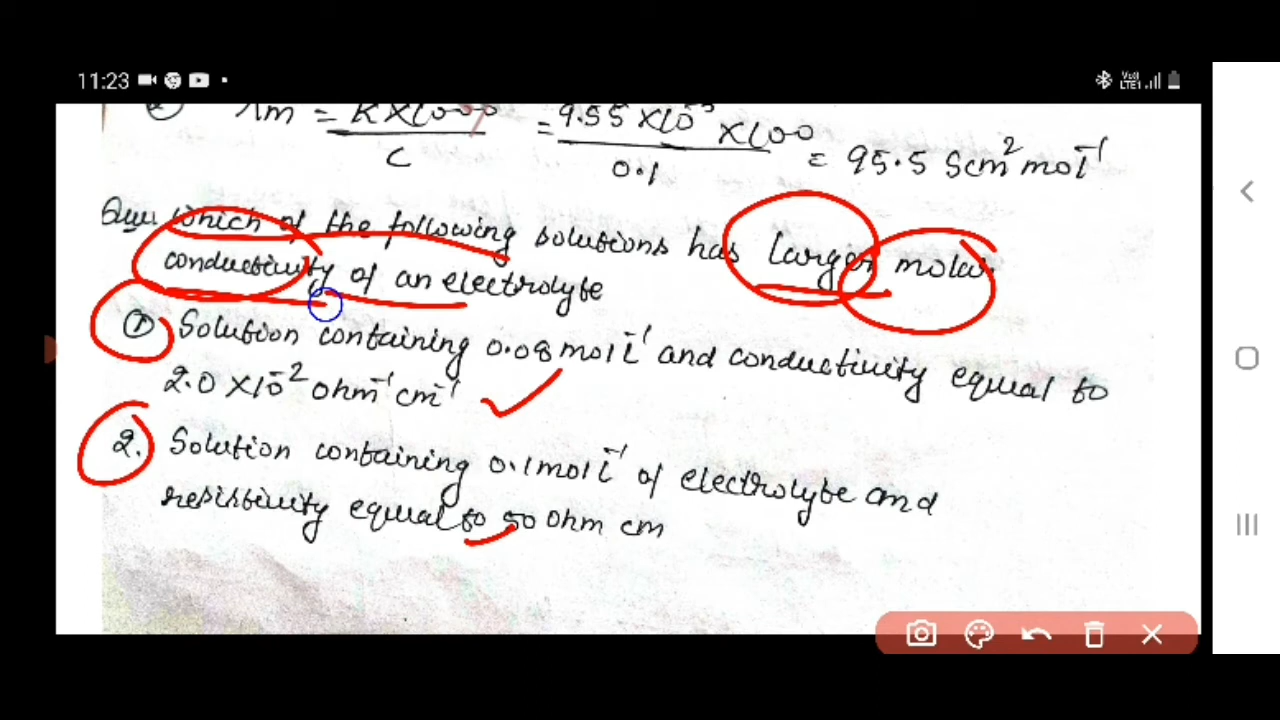 11:23
Λm = K×1000 / C = 9.55 ×10⁻³ ×1000 / 0.1 = 95.5 Scm² mol⁻¹
Que. Which of the following solutions has larger molar
conductivity of an electrolyte
① Solution containing 0.08 mol L⁻¹ and conductivity equal to
2.0 ×10⁻² Ohm⁻¹ cm⁻¹
2. Solution containing 0.1 mol L⁻¹ of electrolyte and
resistivity equal to 50 Ohm cm